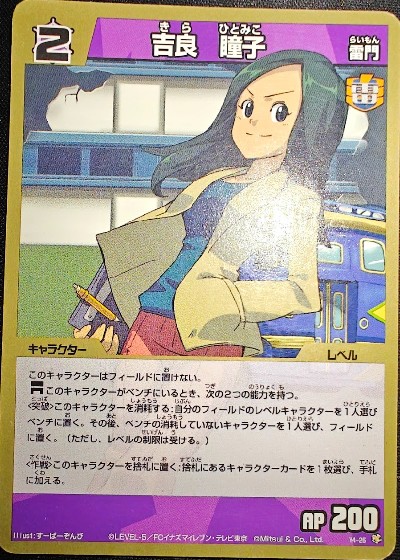 2
吉良 瞳子
きら ひとみこ
雷門
らいもん
雷
キャラクター
レベル
このキャラクターはフィールドに置けない。
このキャラクターがベンチにいるとき、次の2つの能力を持つ。
<突破>このキャラクターを消耗する:自分のフィールドのレベルキャラクターを1人選び
ベンチに置く。その後、ベンチの消耗していないキャラクターを1人選び、フィールド
に置く。(ただし、レベルの制限は受ける。)
<作戦>このキャラクターを捨札に置く:捨札にあるキャラクターカードを1枚選び、手札
に加える。
AP 200
Illust:すーぱーぞんび
©LEVEL-5/FCイナズマイレブン・テレビ東京 ©Mitsui & Co., Ltd.